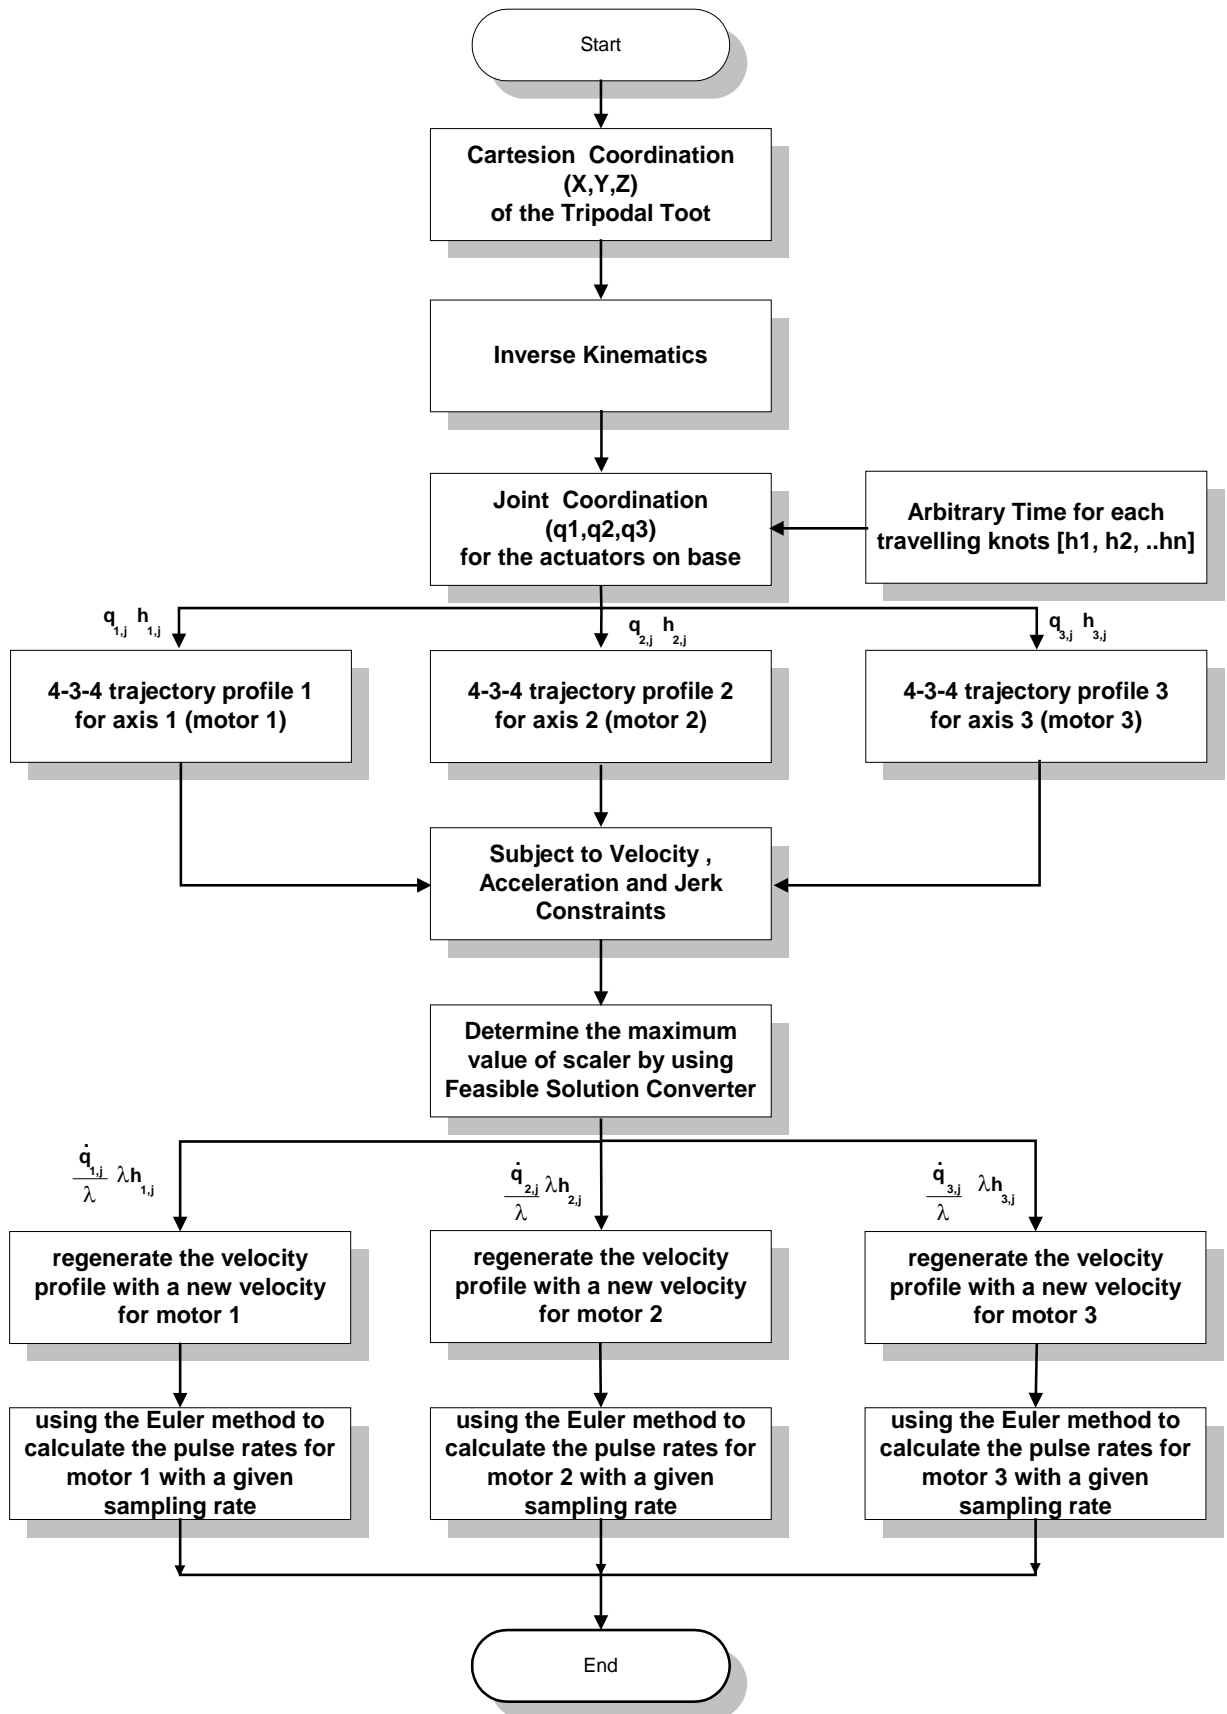 Start
Cartesion Coordination
(X,Y,Z)
of the Tripodal Toot
Inverse Kinematics
Joint Coordination
(q1,q2,q3)
for the actuators on base
Arbitrary Time for each
travelling knots [h1, h2, ..hn]
q1,j h1,j
q2,j h2,j
q3,j h3,j
4-3-4 trajectory profile 1
for axis 1 (motor 1)
4-3-4 trajectory profile 2
for axis 2 (motor 2)
4-3-4 trajectory profile 3
for axis 3 (motor 3)
Subject to Velocity ,
Acceleration and Jerk
Constraints
Determine the maximum
value of scaler by using
Feasible Solution Converter
q̇1,j/λ λh1,j
q̇2,j/λ λh2,j
q̇3,j/λ λh3,j
regenerate the velocity
profile with a new velocity
for motor 1
regenerate the velocity
profile with a new velocity
for motor 2
regenerate the velocity
profile with a new velocity
for motor 3
using the Euler method to
calculate the pulse rates for
motor 1 with a given
sampling rate
using the Euler method to
calculate the pulse rates for
motor 2 with a given
sampling rate
using the Euler method to
calculate the pulse rates for
motor 3 with a given
sampling rate
End